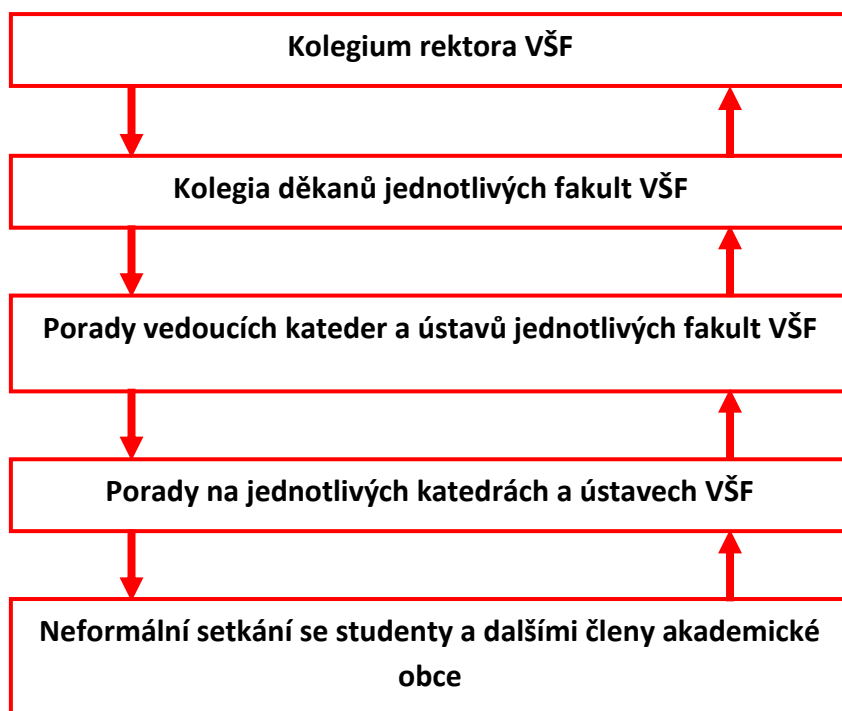 Kolegium rektora VŠF
Kolegia děkanů jednotlivých fakult VŠF
Porady vedoucích kateder a ústavů jednotlivých fakult VŠF
Porady na jednotlivých katedrách a ústavech VŠF
Neformální setkání se studenty a dalšími členy akademické
obce